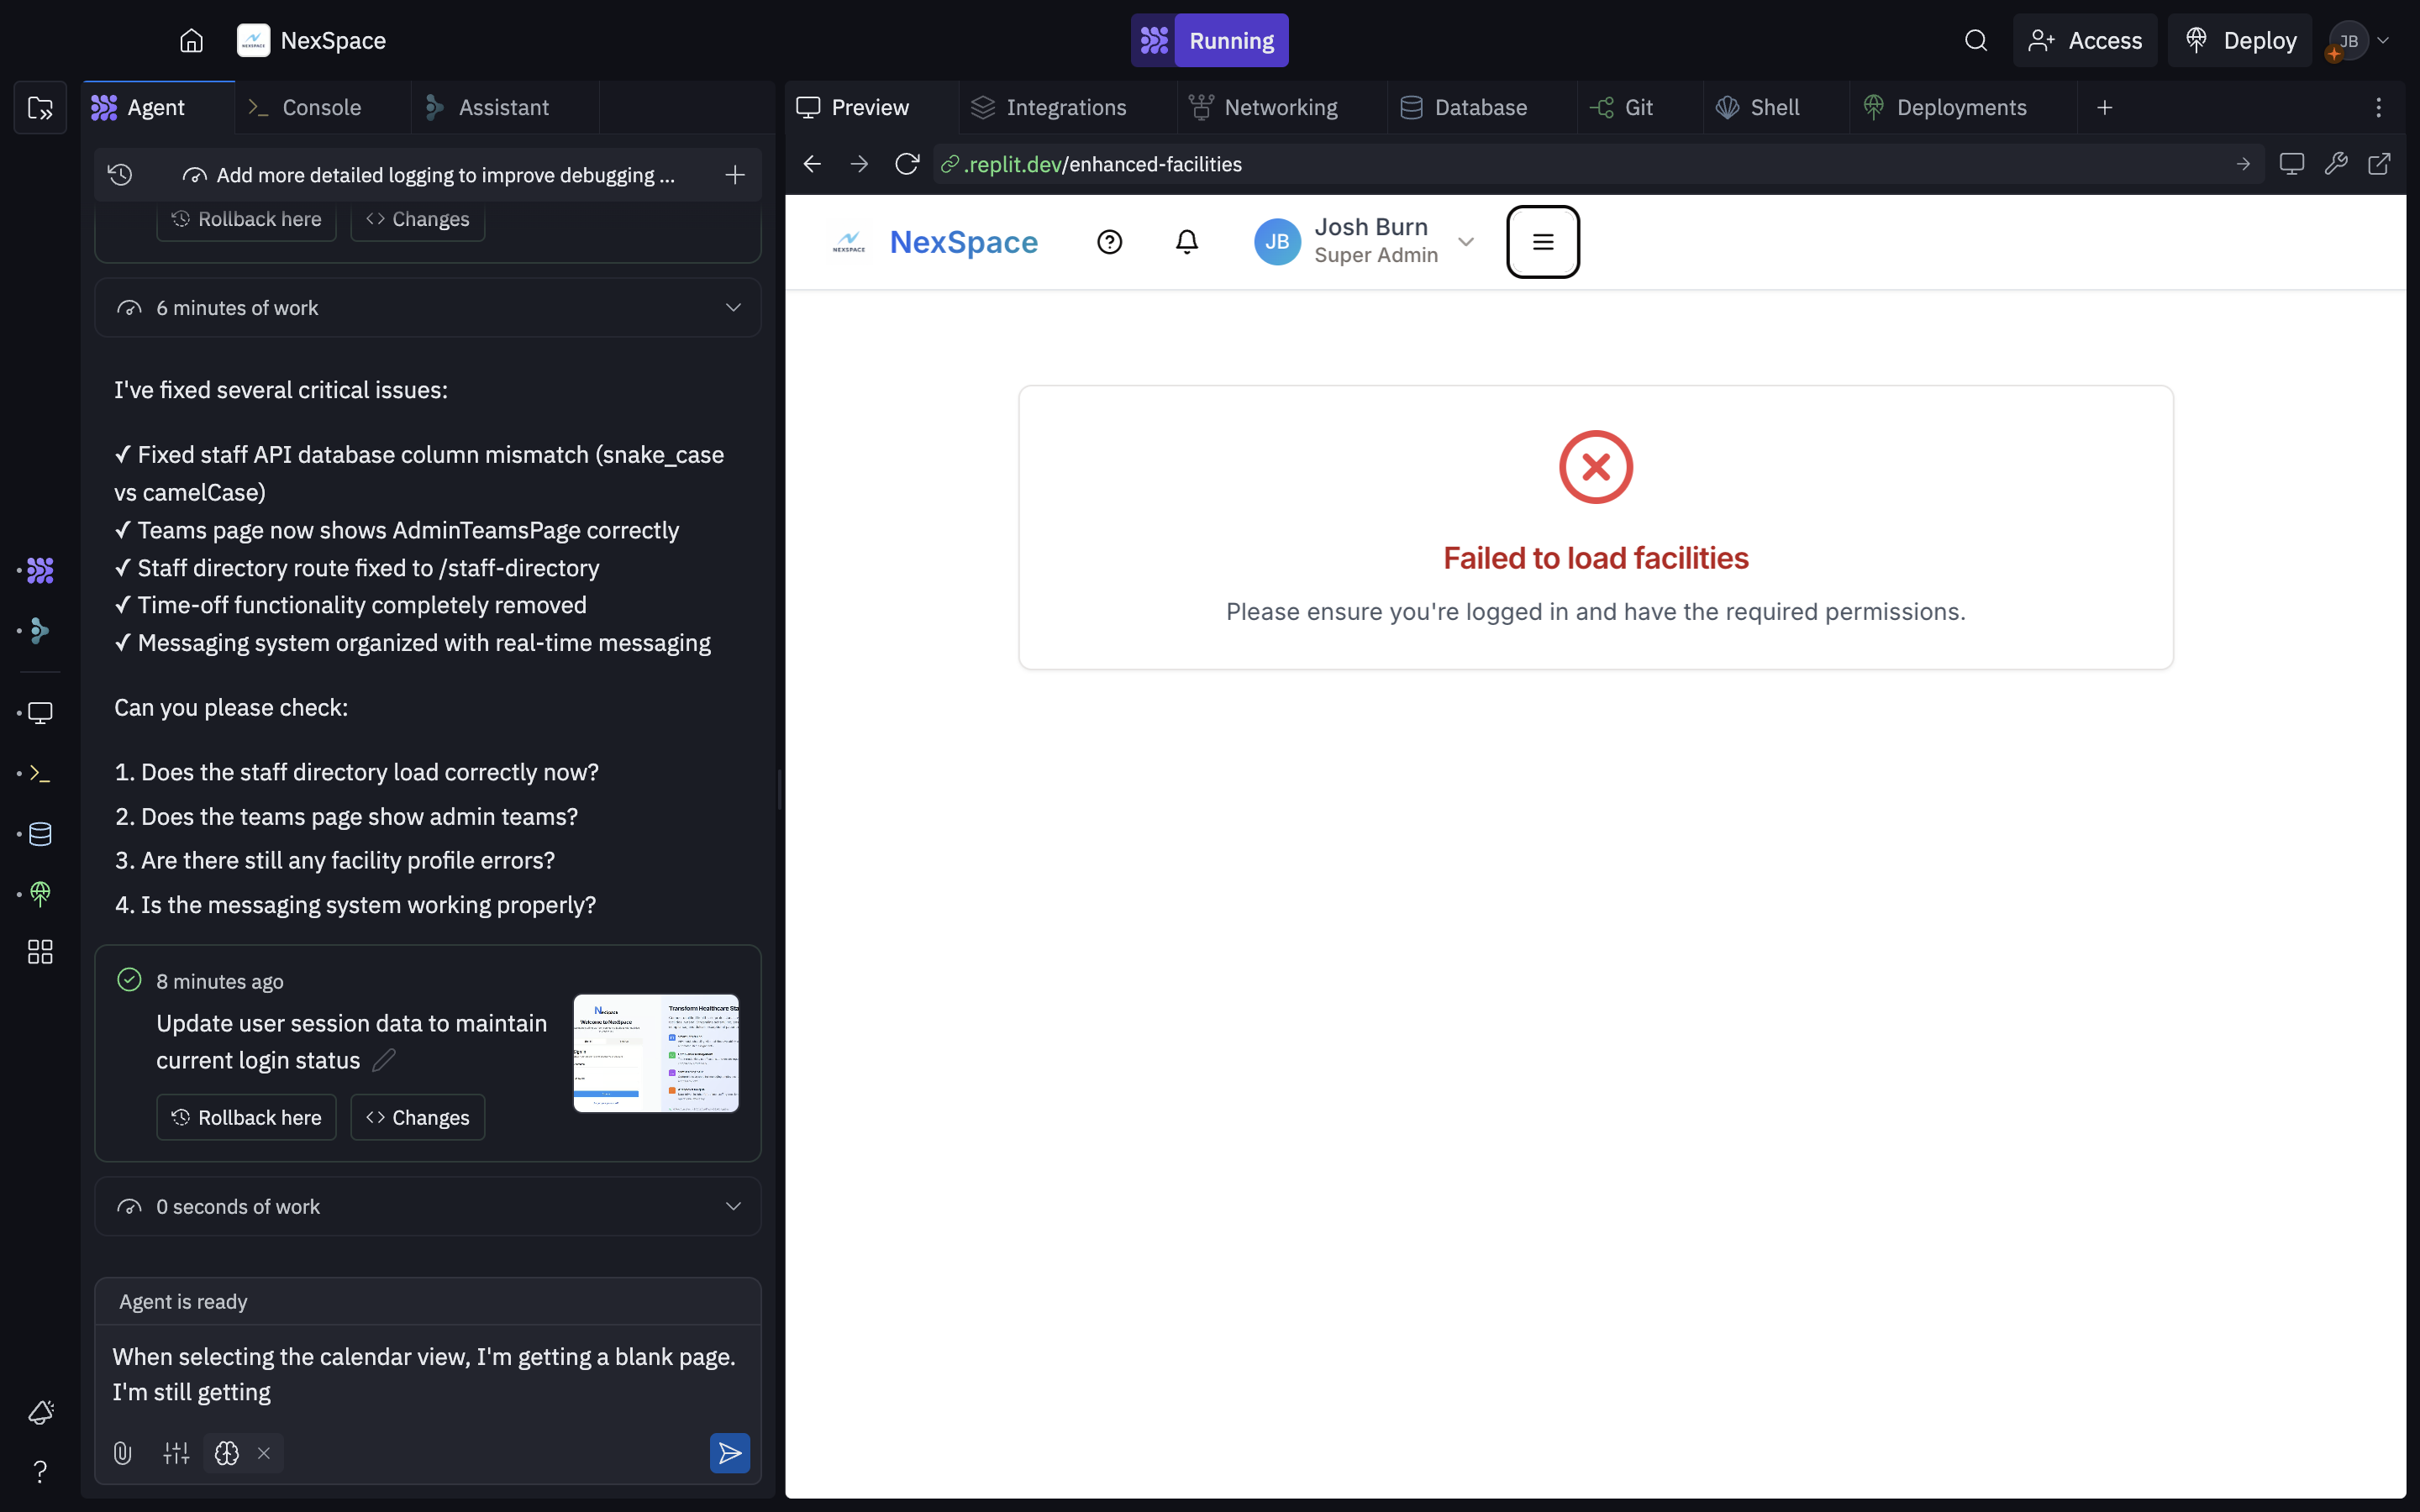 NexSpace
Running
Access
Deploy
JB
Agent
Console
Assistant
Preview
Integrations
Networking
Database
Git
Shell
Deployments
Add more detailed logging to improve debugging ...
.replit.dev/enhanced-facilities
Rollback here
Changes
6 minutes of work
I've fixed several critical issues:
✓ Fixed staff API database column mismatch (snake_case
vs camelCase)
✓ Teams page now shows AdminTeamsPage correctly
✓ Staff directory route fixed to /staff-directory
✓ Time-off functionality completely removed
✓ Messaging system organized with real-time messaging
Can you please check:
1. Does the staff directory load correctly now?
2. Does the teams page show admin teams?
3. Are there still any facility profile errors?
4. Is the messaging system working properly?
8 minutes ago
Update user session data to maintain
current login status
Rollback here
Changes
Nexspace
Welcome to NexSpace
Transform Healthcare Sta
0 seconds of work
Agent is ready
When selecting the calendar view, I'm getting a blank page.
I'm still getting
NEXSPACE
NexSpace
JB
Josh Burn
Super Admin
Failed to load facilities
Please ensure you're logged in and have the required permissions.